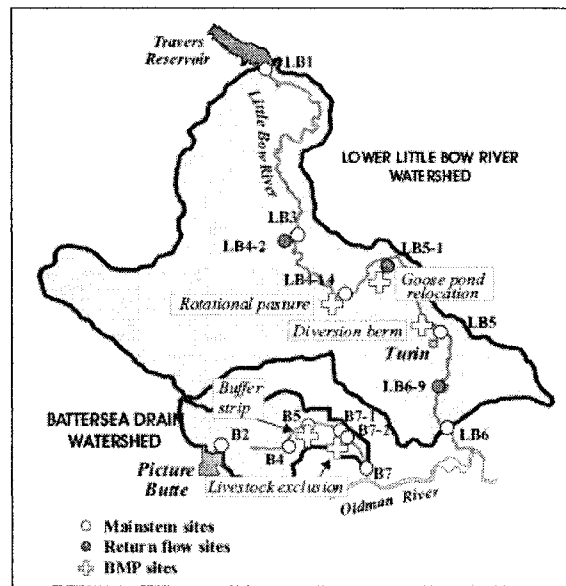 Travers
Reservoir
LB1
Little Bow River
LOWER LITTLE BOW RIVER
WATERSHED
LB3
LB4-2
LB5-1
LB4-14
Goose pond
relocation
Rotational pasture
Diversion berm
LB5
Turin
LB6-9
Buffer
strip
BATTERSEA DRAIN
WATERSHED
B5
B7-1
B7-2
B2
B4
LB6
Picture
Butte
Livestock exclusion
B7
Oldman River
Mainstem sites
Return flow sites
BMP sites